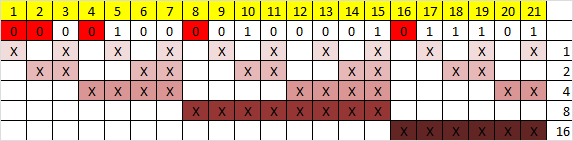 1 2 3 4 5 6 7 8 9 10 11 12 13 14 15 16 17 18 19 20 21
0 0 0 0 1 0 0 0 0 1 0 0 0 0 1 0 1 1 1 0 1
X X X X X X X X X X X 1
X X X X X X X X X X 2
X X X X X X X X X X 4
X X X X X X X X 8
X X X X X X 16